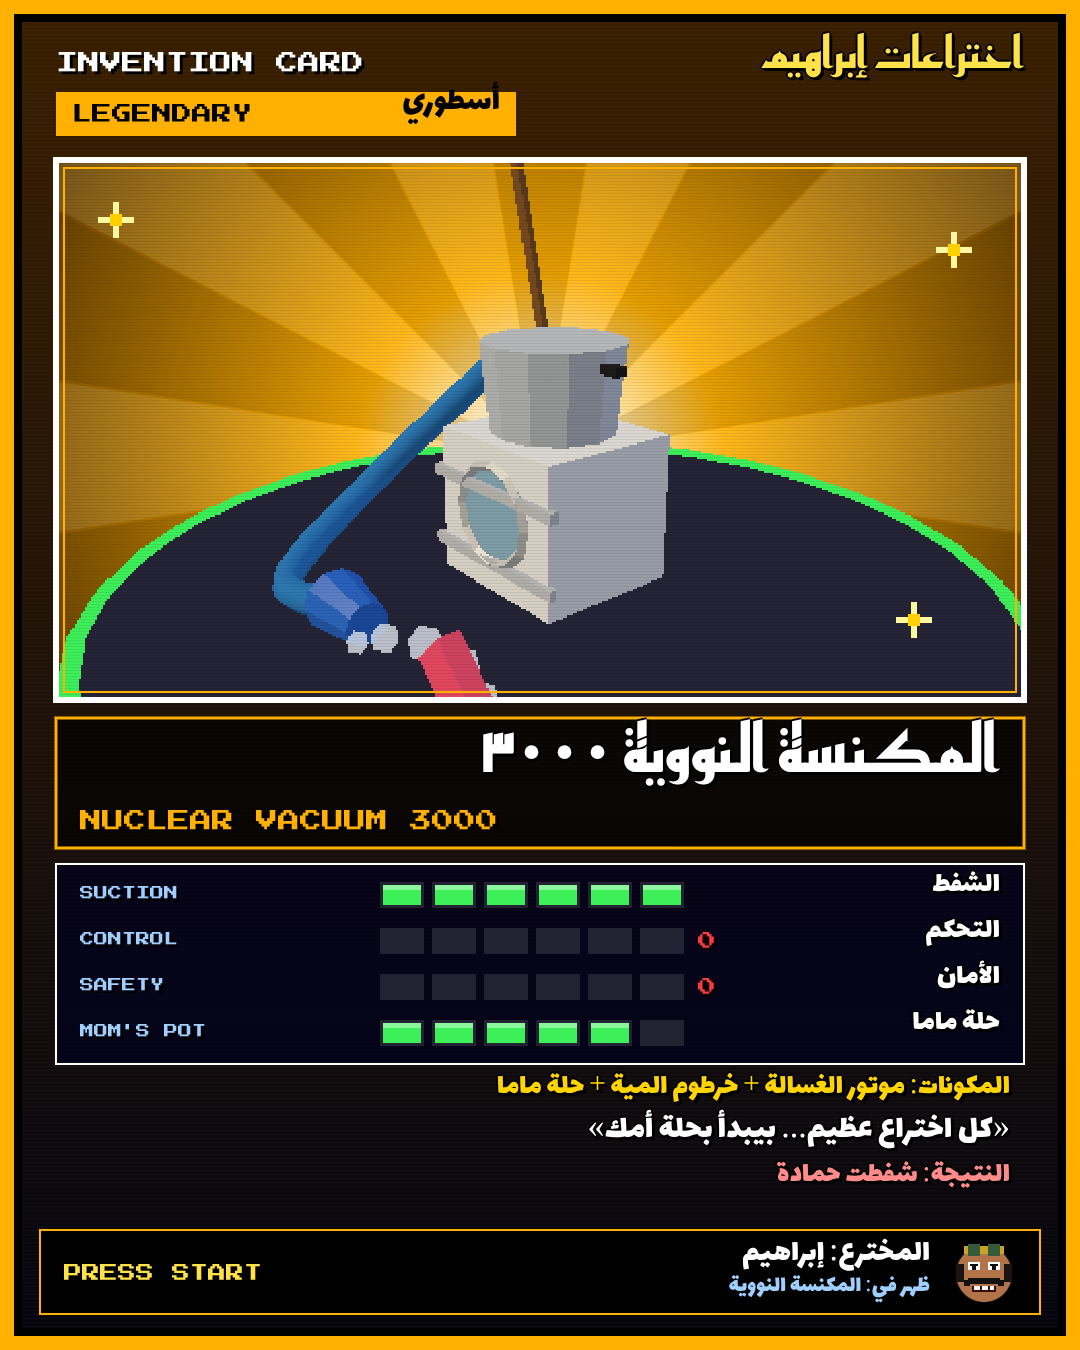 INVENTION CARD
اختراعات إبراهيم
LEGENDARY
أسطوري
المكنسة النووية ٣٠٠٠
NUCLEAR VACUUM 3000
SUCTION
الشفط
CONTROL
0
التحكم
SAFETY
0
الأمان
MOM'S POT
حلة ماما
المكونات: موتور الغسالة + خرطوم المية + حلة ماما
«كل اختراع عظيم... بيبدأ بحلة أمك»
النتيجة: شفطت حمادة
المخترع: إبراهيم
ظهر في: المكنسة النووية
PRESS START